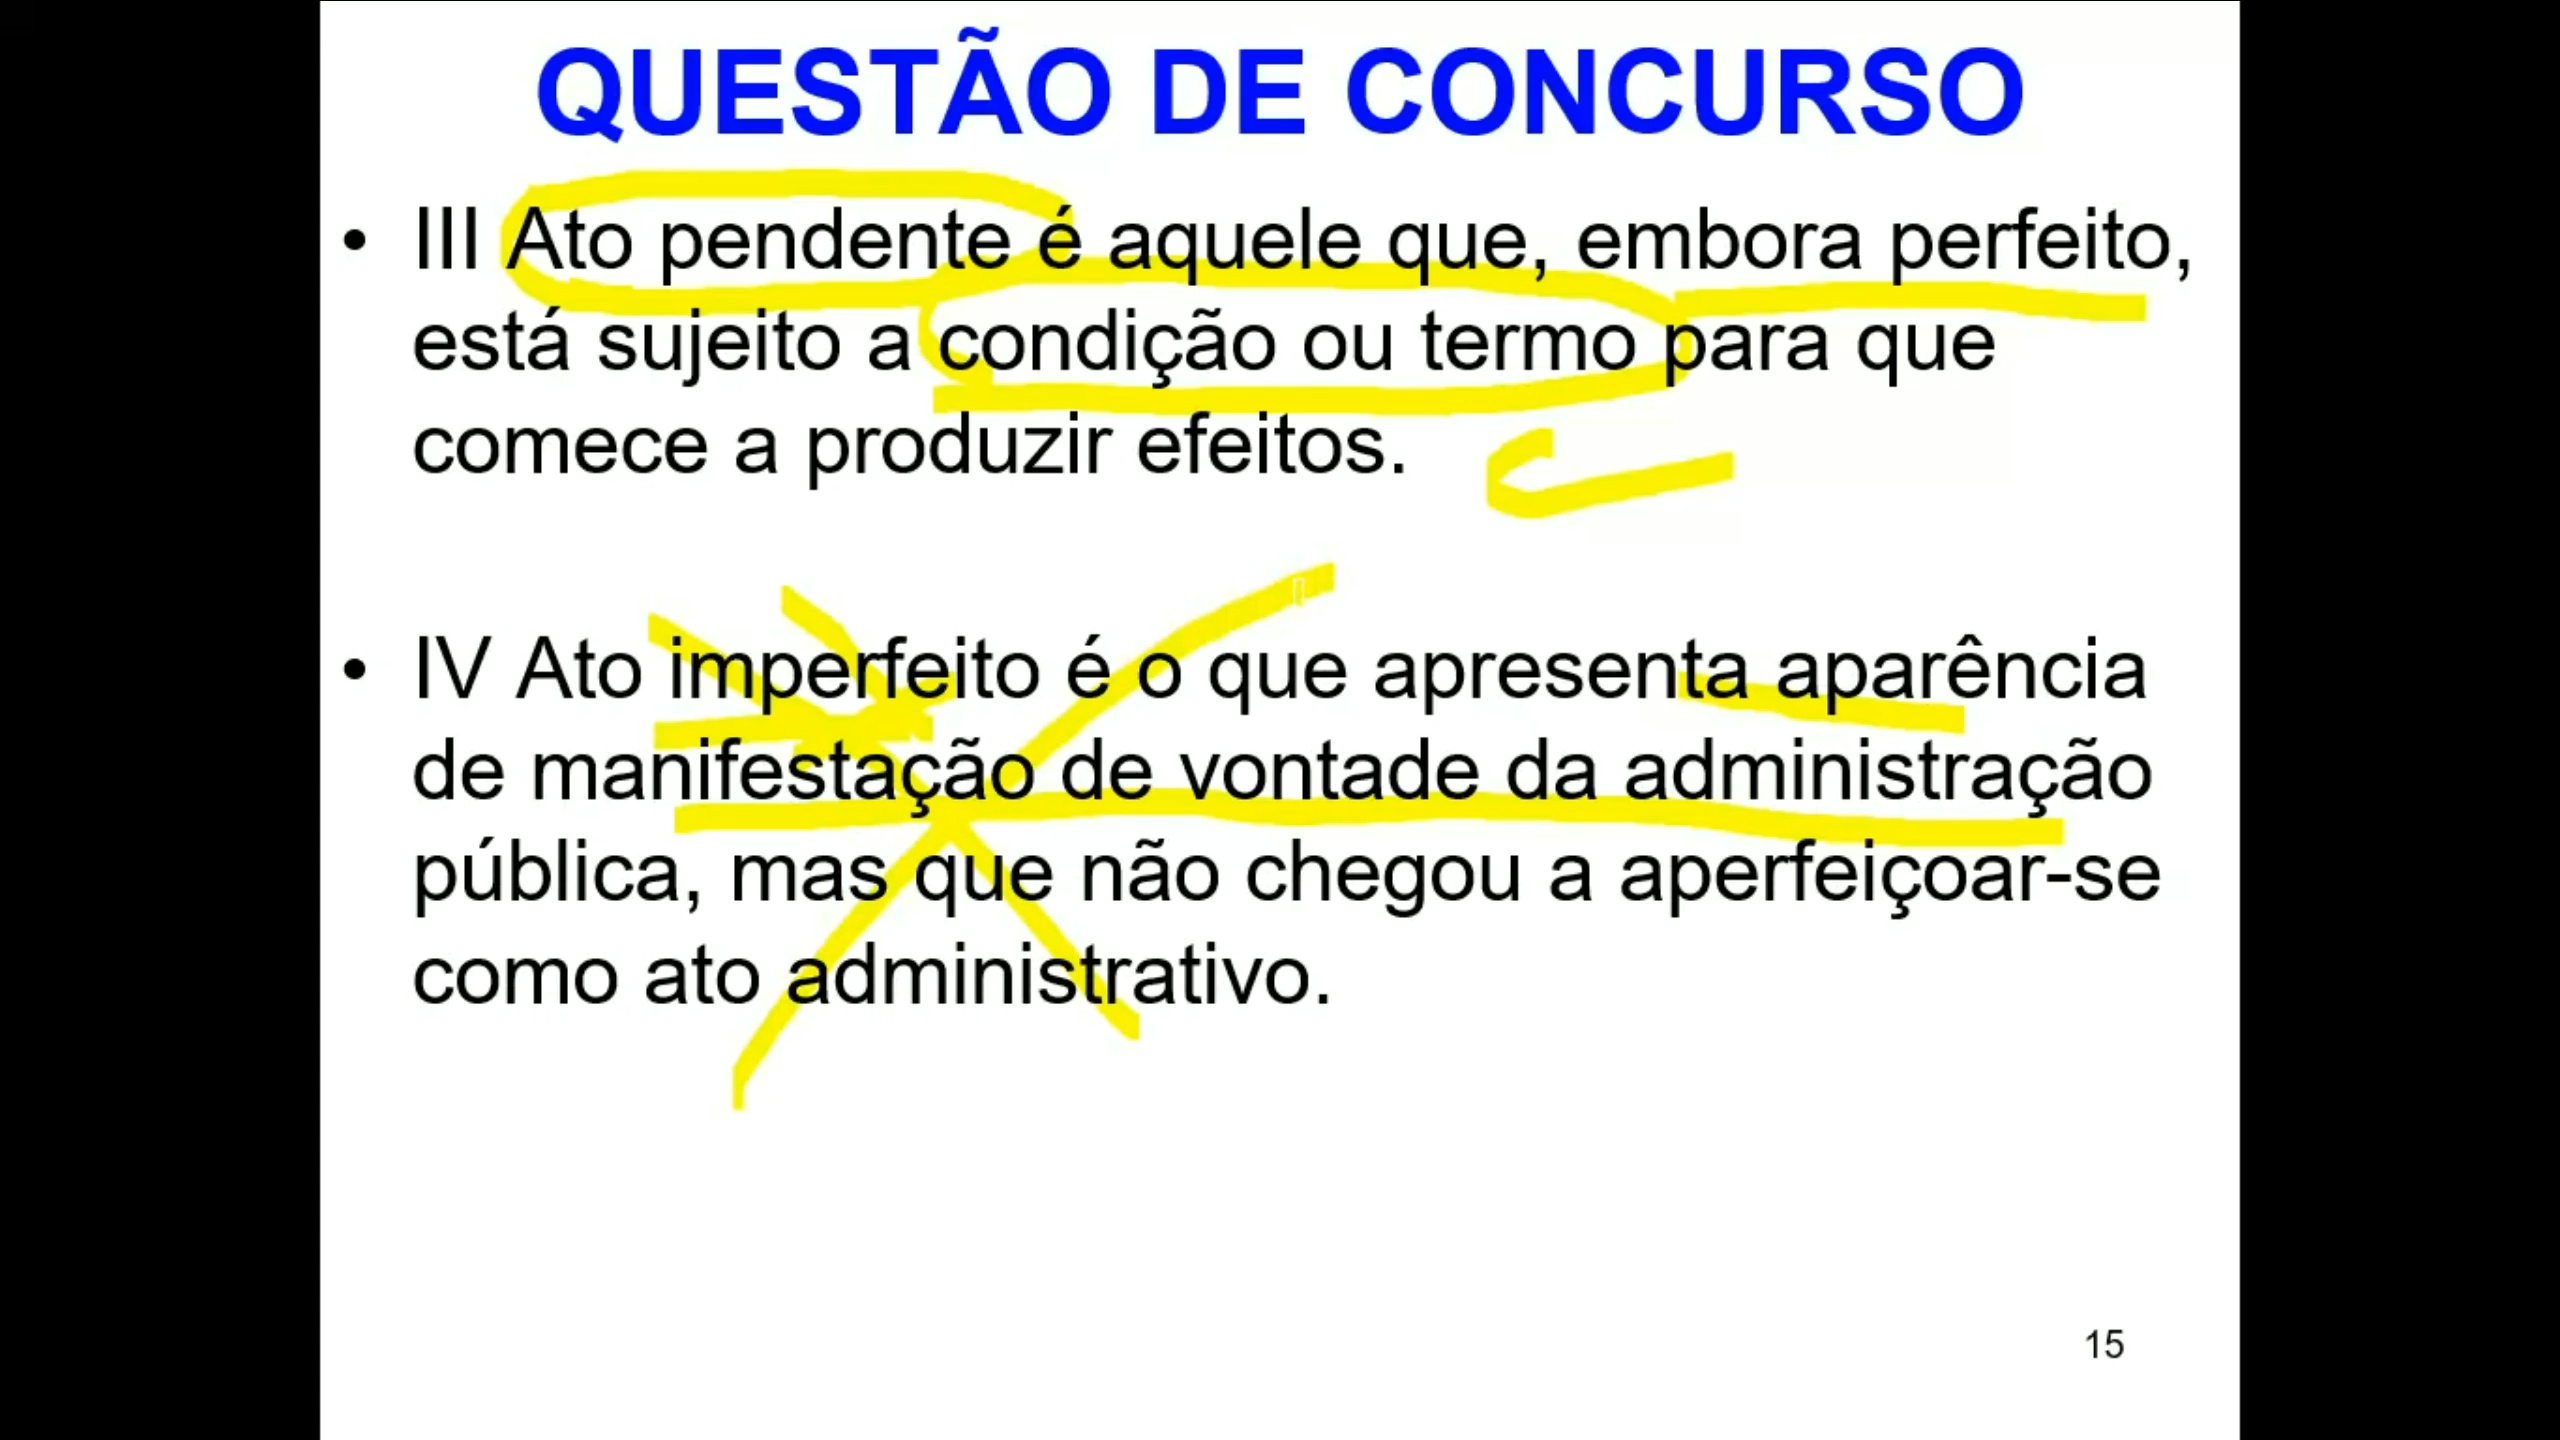 QUESTÃO DE CONCURSO
• III Ato pendente é aquele que, embora perfeito,
está sujeito a condição ou termo para que
comece a produzir efeitos.
• IV Ato imperfeito é o que apresenta aparência
de manifestação de vontade da administração
pública, mas que não chegou a aperfeiçoar-se
como ato administrativo.
15